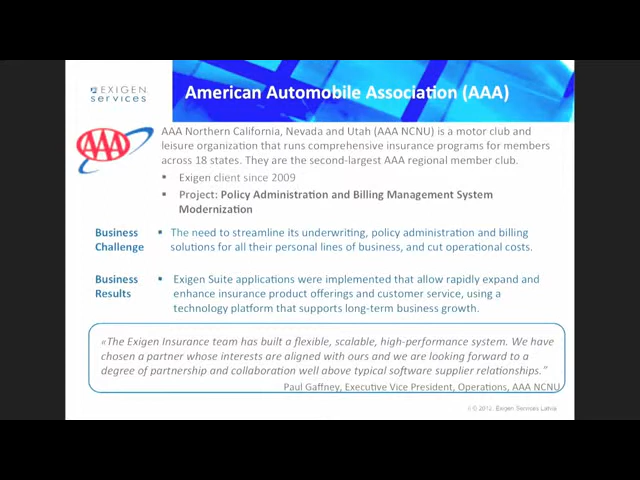 EXIGEN
services
American Automobile Association (AAA)
AAA
AAA Northern California, Nevada and Utah (AAA NCNU) is a motor club and
leisure organization that runs comprehensive insurance programs for members
across 18 states. They are the second-largest AAA regional member club.
▪ Exigen client since 2009
▪ Project: Policy Administration and Billing Management System
Modernization
Business
Challenge
▪ The need to streamline its underwriting, policy administration and billing
solutions for all their personal lines of business, and cut operational costs.
Business
Results
▪ Exigen Suite applications were implemented that allow rapidly expand and
enhance insurance product offerings and customer service, using a
technology platform that supports long-term business growth.
«The Exigen Insurance team has built a flexible, scalable, high-performance system. We have
chosen a partner whose interests are aligned with ours and we are looking forward to a
degree of partnership and collaboration well above typical software supplier relationships.”
Paul Gaffney, Executive Vice President, Operations, AAA NCNU
© 2012, Exigen Services Latvia